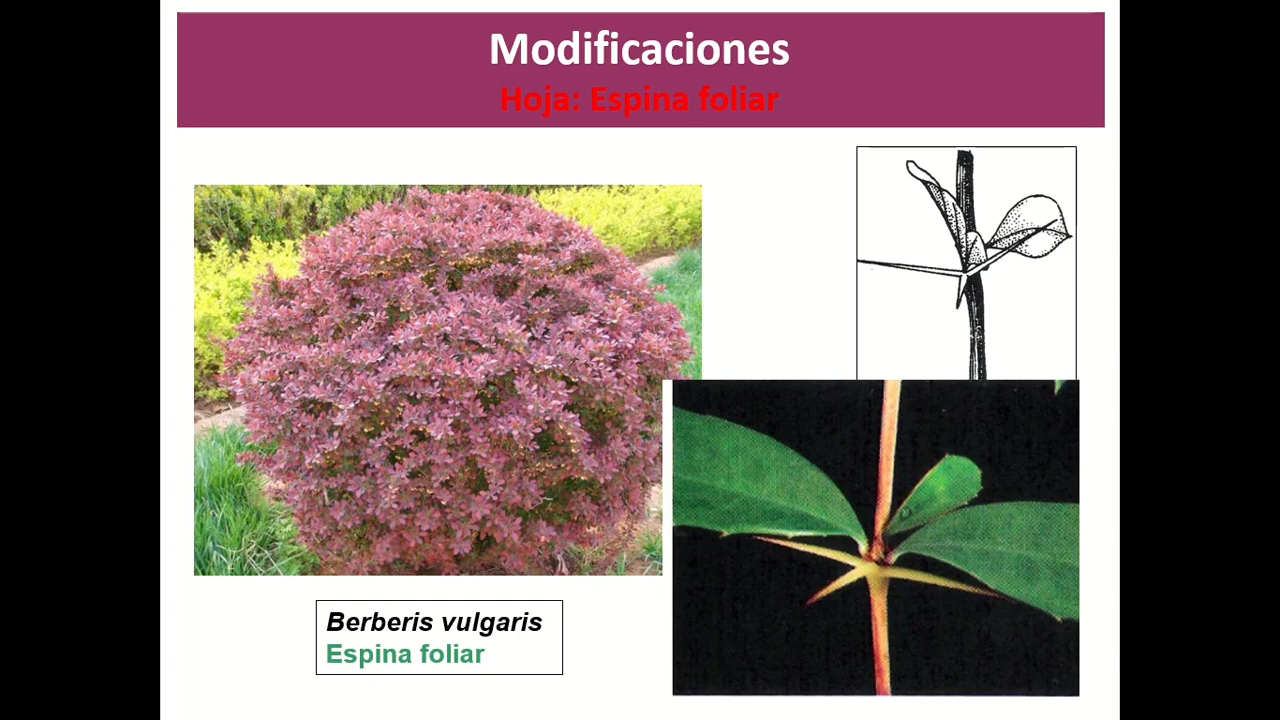 Modificaciones
Hoja: Espina foliar
Berberis vulgaris
Espina foliar